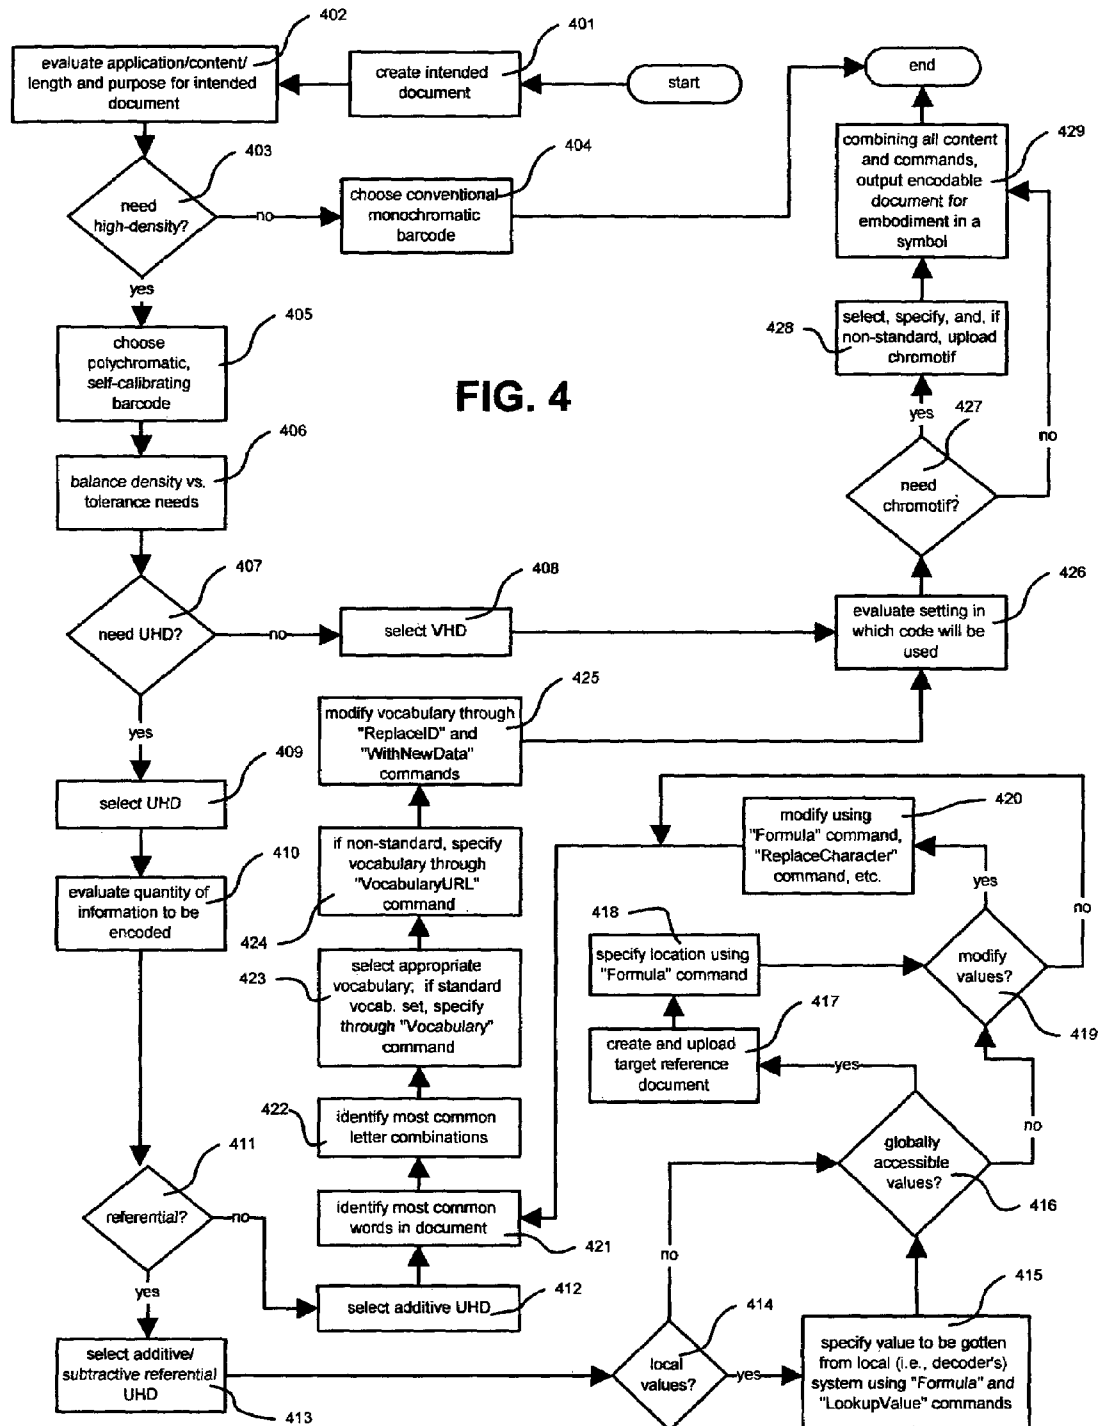 402
evaluate application/content/
length and purpose for intended
document
401
create intended
document
start
end
403
need
high-density?
no
404
choose conventional
monochromatic
barcode
combining all content
and commands,
output encodable
document for
embodiment in a
symbol
429
yes
405
choose
polychromatic,
self-calibrating
barcode
428
select, specify, and, if
non-standard, upload
chromotif
FIG. 4
yes
427
no
406
balance density vs.
tolerance needs
need
chromotif?
407
need UHD?
no
408
select VHD
426
evaluate setting in
which code will be
used
yes
425
modify vocabulary through
"ReplaceID" and
"WithNewData"
commands
409
select UHD
420
modify using
"Formula" command,
"ReplaceCharacter"
command, etc.
if non-standard, specify
vocabulary through
"VocabularyURL"
command
424
410
evaluate quantity of
information to be
encoded
yes
no
418
specify location using
"Formula" command
modify
values?
419
423
select appropriate
vocabulary; if standard
vocab. set, specify
through "Vocabulary"
command
417
create and upload
target reference
document
yes
422
identify most common
letter combinations
no
411
referential?
no
globally
accessible
values?
416
identify most common
words in document
421
no
yes
select additive UHD
412
414
415
select additive/
subtractive referential
UHD
413
local
values?
yes
specify value to be gotten
from local (i.e., decoder's)
system using "Formula" and
"LookupValue" commands